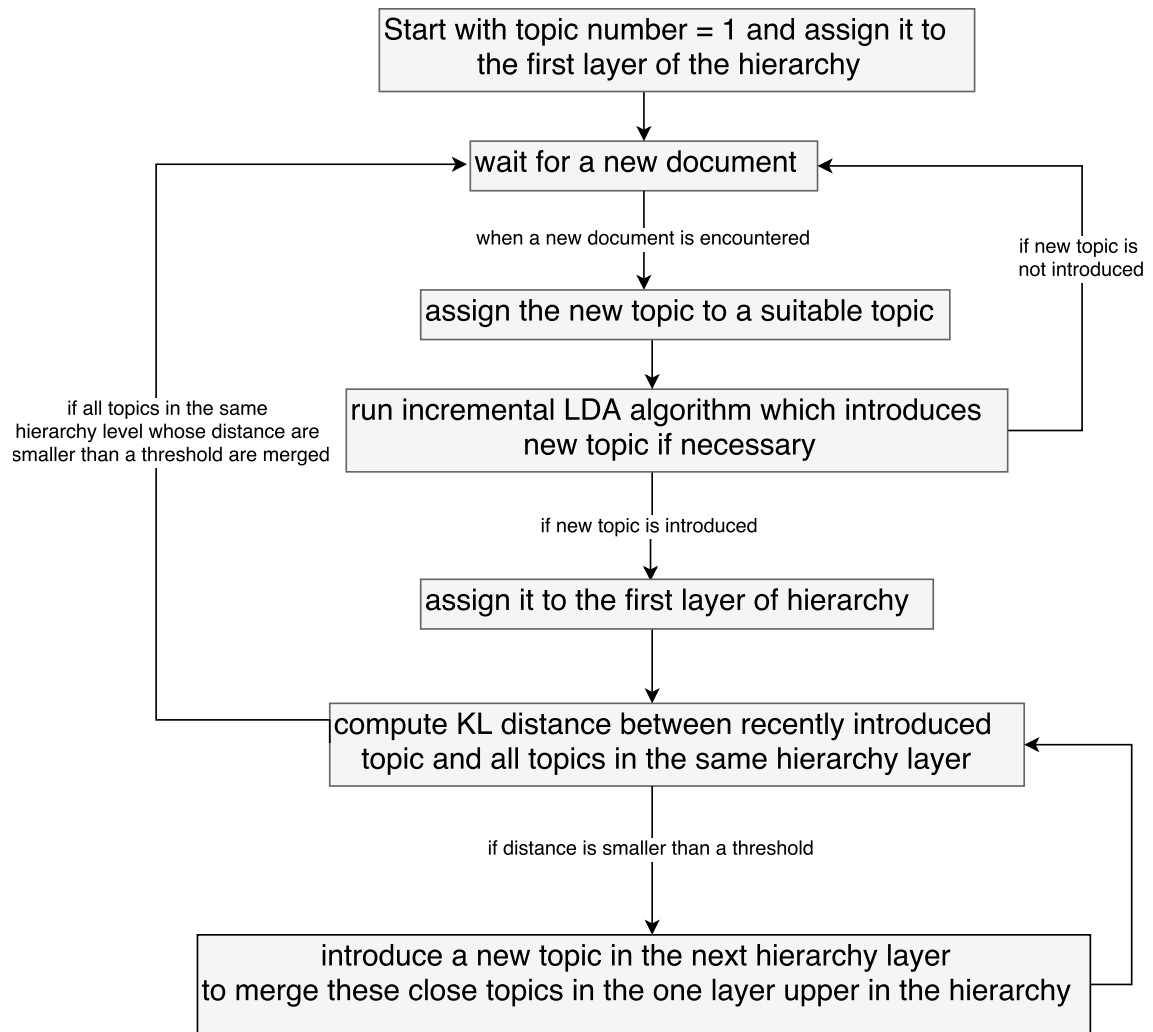 Start with topic number = 1 and assign it to
the first layer of the hierarchy
wait for a new document
when a new document is encountered
if new topic is
not introduced
assign the new topic to a suitable topic
run incremental LDA algorithm which introduces
new topic if necessary
if all topics in the same
hierarchy level whose distance are
smaller than a threshold are merged
if new topic is introduced
assign it to the first layer of hierarchy
compute KL distance between recently introduced
topic and all topics in the same hierarchy layer
if distance is smaller than a threshold
introduce a new topic in the next hierarchy layer
to merge these close topics in the one layer upper in the hierarchy